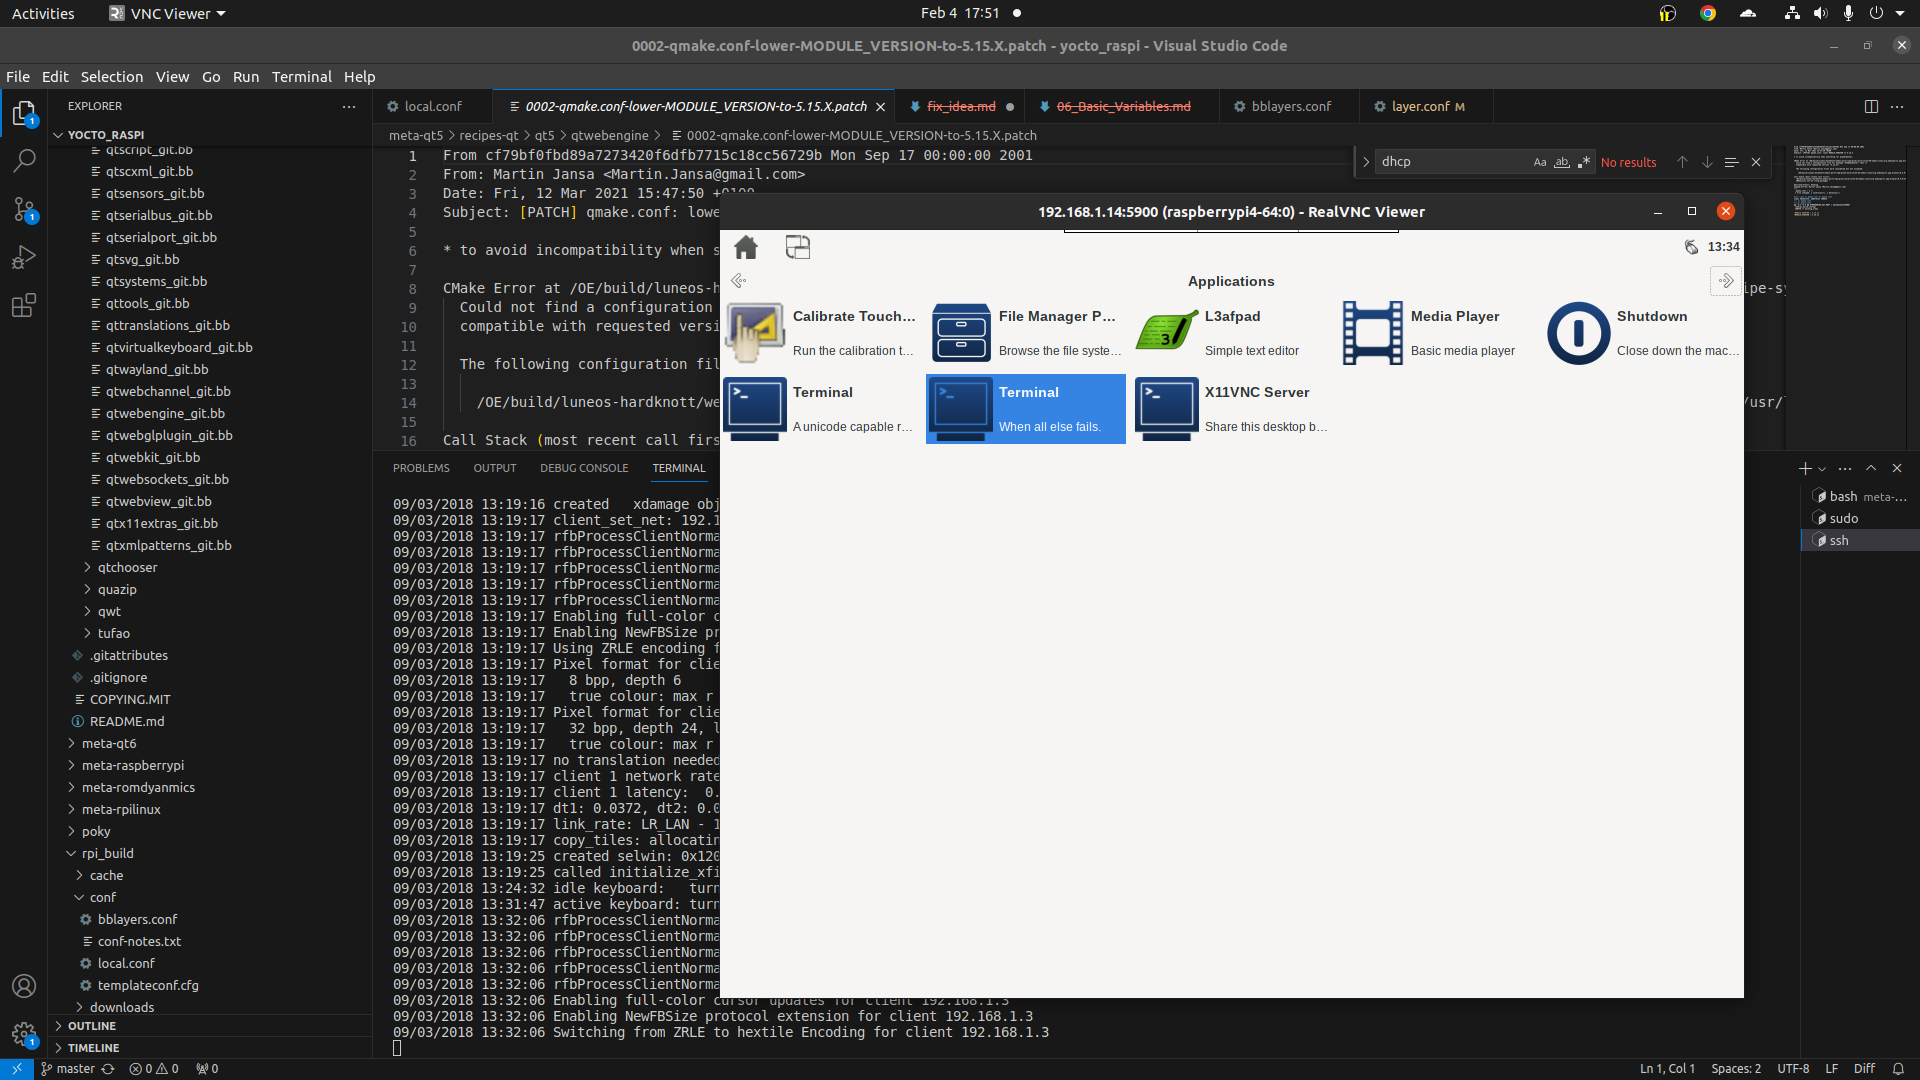 Activities
VNC Viewer
Feb 4 17:51
0002-qmake.conf-lower-MODULE_VERSION-to-5.15.X.patch - yocto_raspi - Visual Studio Code
File Edit Selection View Go Run Terminal Help
EXPLORER
local.conf
0002-qmake.conf-lower-MODULE_VERSION-to-5.15.X.patch
fix_idea.md
06_Basic_Variables.md
bblayers.conf
layer.conf M
YOCTO_RASPI
qtscript_git.bb
qtscxml_git.bb
qtsensors_git.bb
qtserialbus_git.bb
qtserialport_git.bb
qtsvg_git.bb
qtsystems_git.bb
qttools_git.bb
qttranslations_git.bb
qtvirtualkeyboard_git.bb
qtwayland_git.bb
qtwebchannel_git.bb
qtwebengine_git.bb
qtwebglplugin_git.bb
qtwebkit_git.bb
qtwebsockets_git.bb
qtwebview_git.bb
qtx11extras_git.bb
qtxmlpatterns_git.bb
qtchooser
quazip
qwt
tufao
.gitattributes
.gitignore
COPYING.MIT
README.md
meta-qt6
meta-raspberrypi
meta-romdyanmics
meta-rpilinux
poky
rpi_build
cache
conf
bblayers.conf
conf-notes.txt
local.conf
templateconf.cfg
downloads
OUTLINE
TIMELINE
meta-qt5 > recipes-qt > qt5 > qtwebengine > 0002-qmake.conf-lower-MODULE_VERSION-to-5.15.X.patch
1 From cf79bf0fbd89a7273420f6dfb7715c18cc56729b Mon Sep 17 00:00:00 2001
2 From: Martin Jansa <Martin.Jansa@gmail.com>
3 Date: Fri, 12 Mar 2021 15:47:50 +0100
4 Subject: [PATCH] qmake.conf: lowe
5
6 * to avoid incompatibility when s
7
8 CMake Error at /OE/build/luneos-h
ipe-sy
9 Could not find a configuration
10 compatible with requested versi
11
12 The following configuration fil
13
14 /OE/build/luneos-hardknott/we
/usr/l
15
16 Call Stack (most recent call firs
dhcp
Aa ab .*
No results
PROBLEMS OUTPUT DEBUG CONSOLE TERMINAL
09/03/2018 13:19:16 created xdamage obj
09/03/2018 13:19:17 client_set_net: 192.1
09/03/2018 13:19:17 rfbProcessClientNorma
09/03/2018 13:19:17 rfbProcessClientNorma
09/03/2018 13:19:17 rfbProcessClientNorma
09/03/2018 13:19:17 rfbProcessClientNorma
09/03/2018 13:19:17 rfbProcessClientNorma
09/03/2018 13:19:17 Enabling full-color c
09/03/2018 13:19:17 Enabling NewFBSize pr
09/03/2018 13:19:17 Using ZRLE encoding f
09/03/2018 13:19:17 Pixel format for clie
09/03/2018 13:19:17 8 bpp, depth 6
09/03/2018 13:19:17 true colour: max r
09/03/2018 13:19:17 Pixel format for clie
09/03/2018 13:19:17 32 bpp, depth 24, l
09/03/2018 13:19:17 true colour: max r
09/03/2018 13:19:17 no translation needed
09/03/2018 13:19:17 client 1 network rate
09/03/2018 13:19:17 client 1 latency: 0.
09/03/2018 13:19:17 dt1: 0.0372, dt2: 0.0
09/03/2018 13:19:17 link_rate: LR_LAN - 1
09/03/2018 13:19:17 copy_tiles: allocatin
09/03/2018 13:19:25 created selwin: 0x120
09/03/2018 13:19:25 called initialize_xfi
09/03/2018 13:24:32 idle keyboard: turn
09/03/2018 13:31:47 active keyboard: turn
09/03/2018 13:32:06 rfbProcessClientNorma
09/03/2018 13:32:06 rfbProcessClientNorma
09/03/2018 13:32:06 rfbProcessClientNorma
09/03/2018 13:32:06 rfbProcessClientNorma
09/03/2018 13:32:06 rfbProcessClientNorma
09/03/2018 13:32:06 Enabling full-color cursor updates for client 192.168.1.3
09/03/2018 13:32:06 Enabling NewFBSize protocol extension for client 192.168.1.3
09/03/2018 13:32:06 Switching from ZRLE to hextile Encoding for client 192.168.1.3
bash meta-...
sudo
ssh
192.168.1.14:5900 (raspberrypi4-64:0) - RealVNC Viewer
13:34
Applications
Calibrate Touch...
Run the calibration t...
File Manager P...
Browse the file syste...
L3afpad
Simple text editor
Media Player
Basic media player
Shutdown
Close down the mac...
Terminal
A unicode capable r...
Terminal
When all else fails.
X11VNC Server
Share this desktop b...
master
0 0
0
Ln 1, Col 1
Spaces: 2
UTF-8
LF
Diff